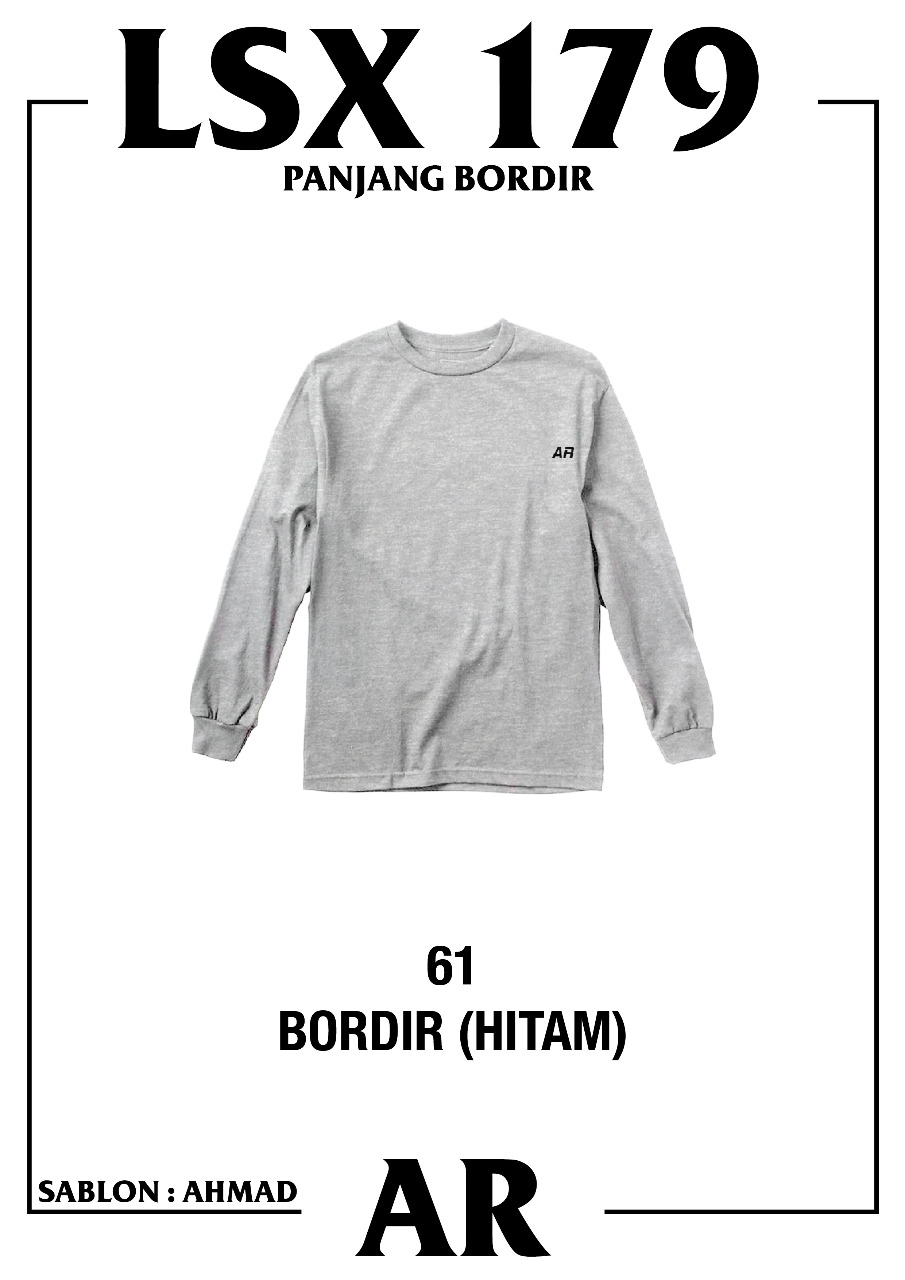 LSX 179
PANJANG BORDIR
AR
61
BORDIR (HITAM)
SABLON : AHMAD
AR